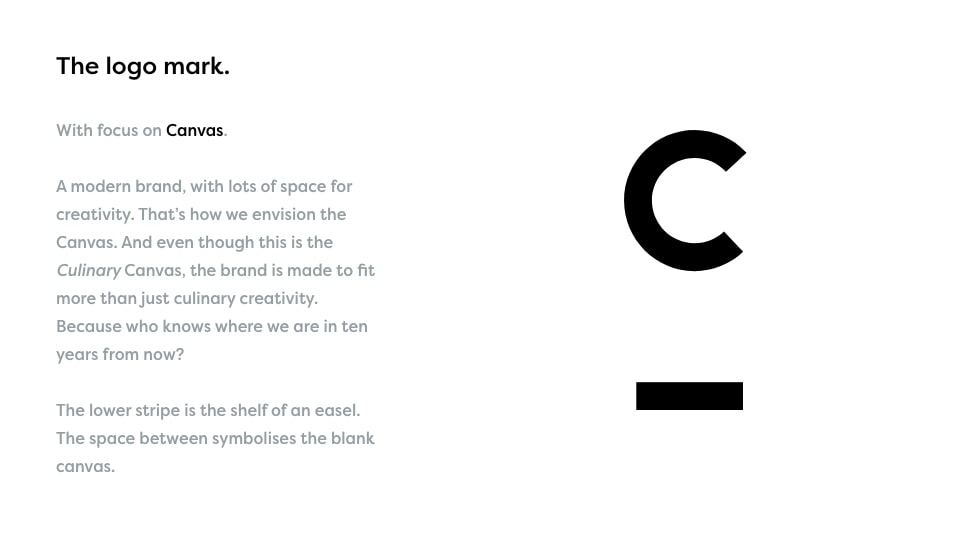 The logo mark.
With focus on Canvas.
A modern brand, with lots of space for
creativity. That's how we envision the
Canvas. And even though this is the
Culinary Canvas, the brand is made to fit
more than just culinary creativity.
Because who knows where we are in ten
years from now?
The lower stripe is the shelf of an easel.
The space between symbolises the blank
canvas.
C